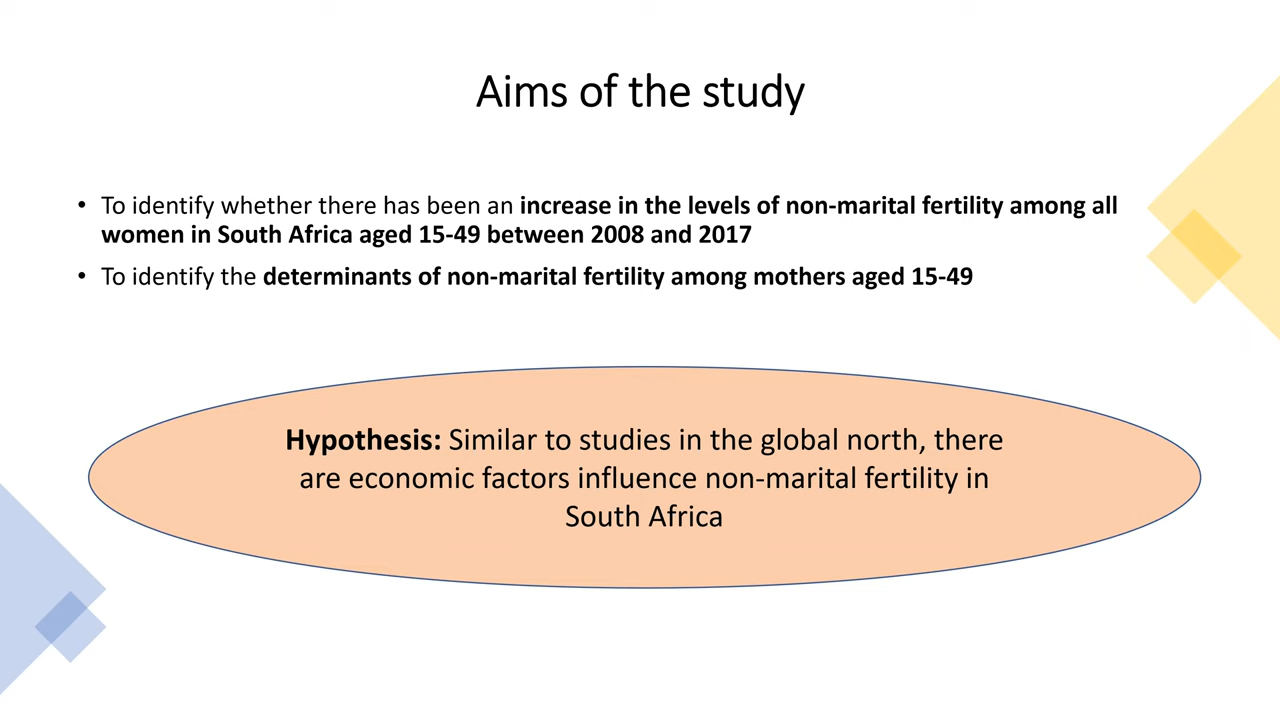 Aims of the study
• To identify whether there has been an increase in the levels of non-marital fertility among all
women in South Africa aged 15-49 between 2008 and 2017
• To identify the determinants of non-marital fertility among mothers aged 15-49
Hypothesis: Similar to studies in the global north, there
are economic factors influence non-marital fertility in
South Africa